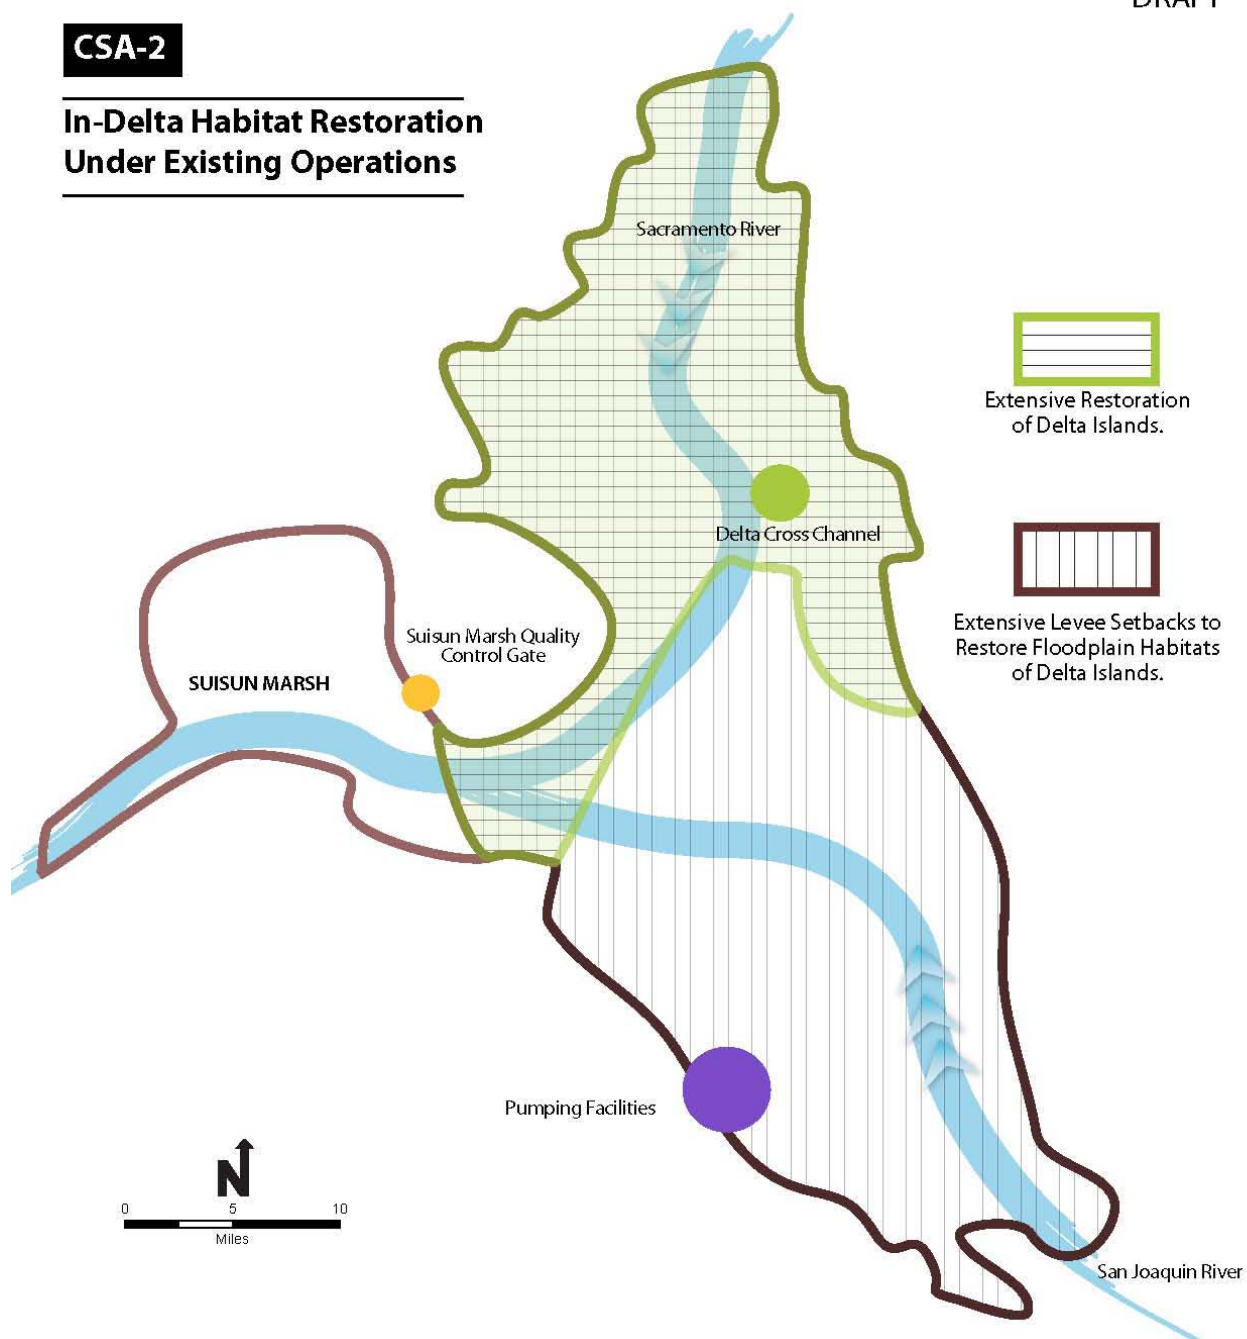 DRAFT
CSA-2
In-Delta Habitat Restoration
Under Existing Operations
Sacramento River
Extensive Restoration
of Delta Islands.
Delta Cross Channel
Extensive Levee Setbacks to
Restore Floodplain Habitats
of Delta Islands.
Suisun Marsh Quality
Control Gate
SUISUN MARSH
Pumping Facilities
N
0 5 10
Miles
San Joaquin River